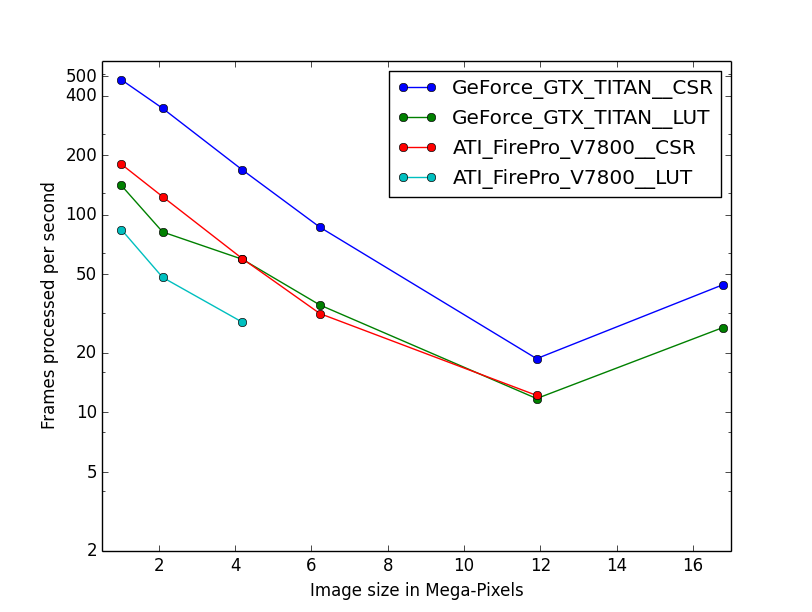 500
400
200
100
50
20
10
5
2
Frames processed per second
GeForce_GTX_TITAN__CSR
GeForce_GTX_TITAN__LUT
ATI_FirePro_V7800__CSR
ATI_FirePro_V7800__LUT
2 4 6 8 10 12 14 16
Image size in Mega-Pixels